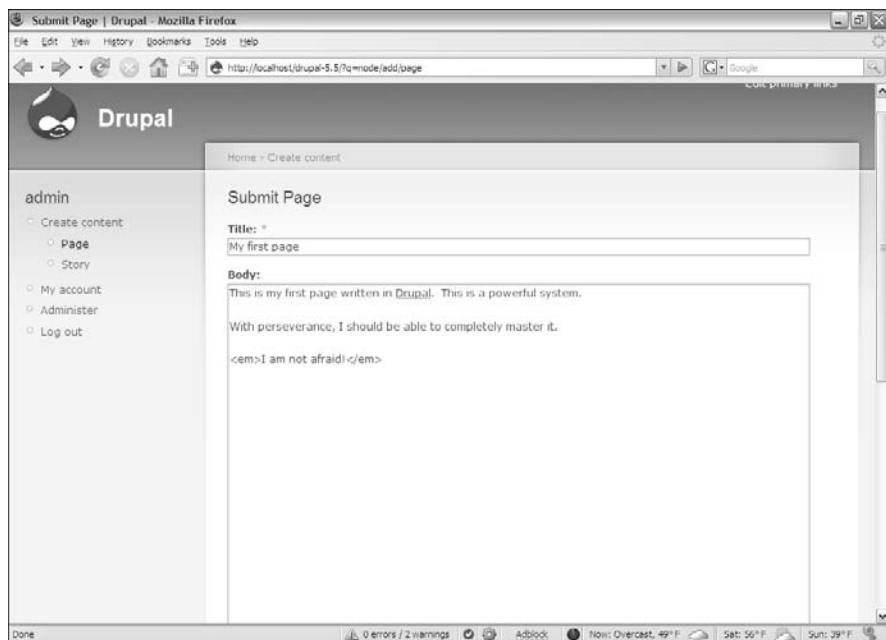 Submit Page | Drupal - Mozilla Firefox
File Edit View History Bookmarks Tools Help
http://localhost/drupal-5.5/?q=node/add/page
Google
Edit primary links
Drupal
Home › Create content
admin
Create content
Page
Story
My account
Administer
Log out
Submit Page
Title: *
My first page
Body:
This is my first page written in Drupal. This is a powerful system.
With perseverance, I should be able to completely master it.
<em>I am not afraid!</em>
Done
0 errors / 2 warnings
Adblock
Now: Overcast, 49° F
Sat: 56° F
Sun: 39° F